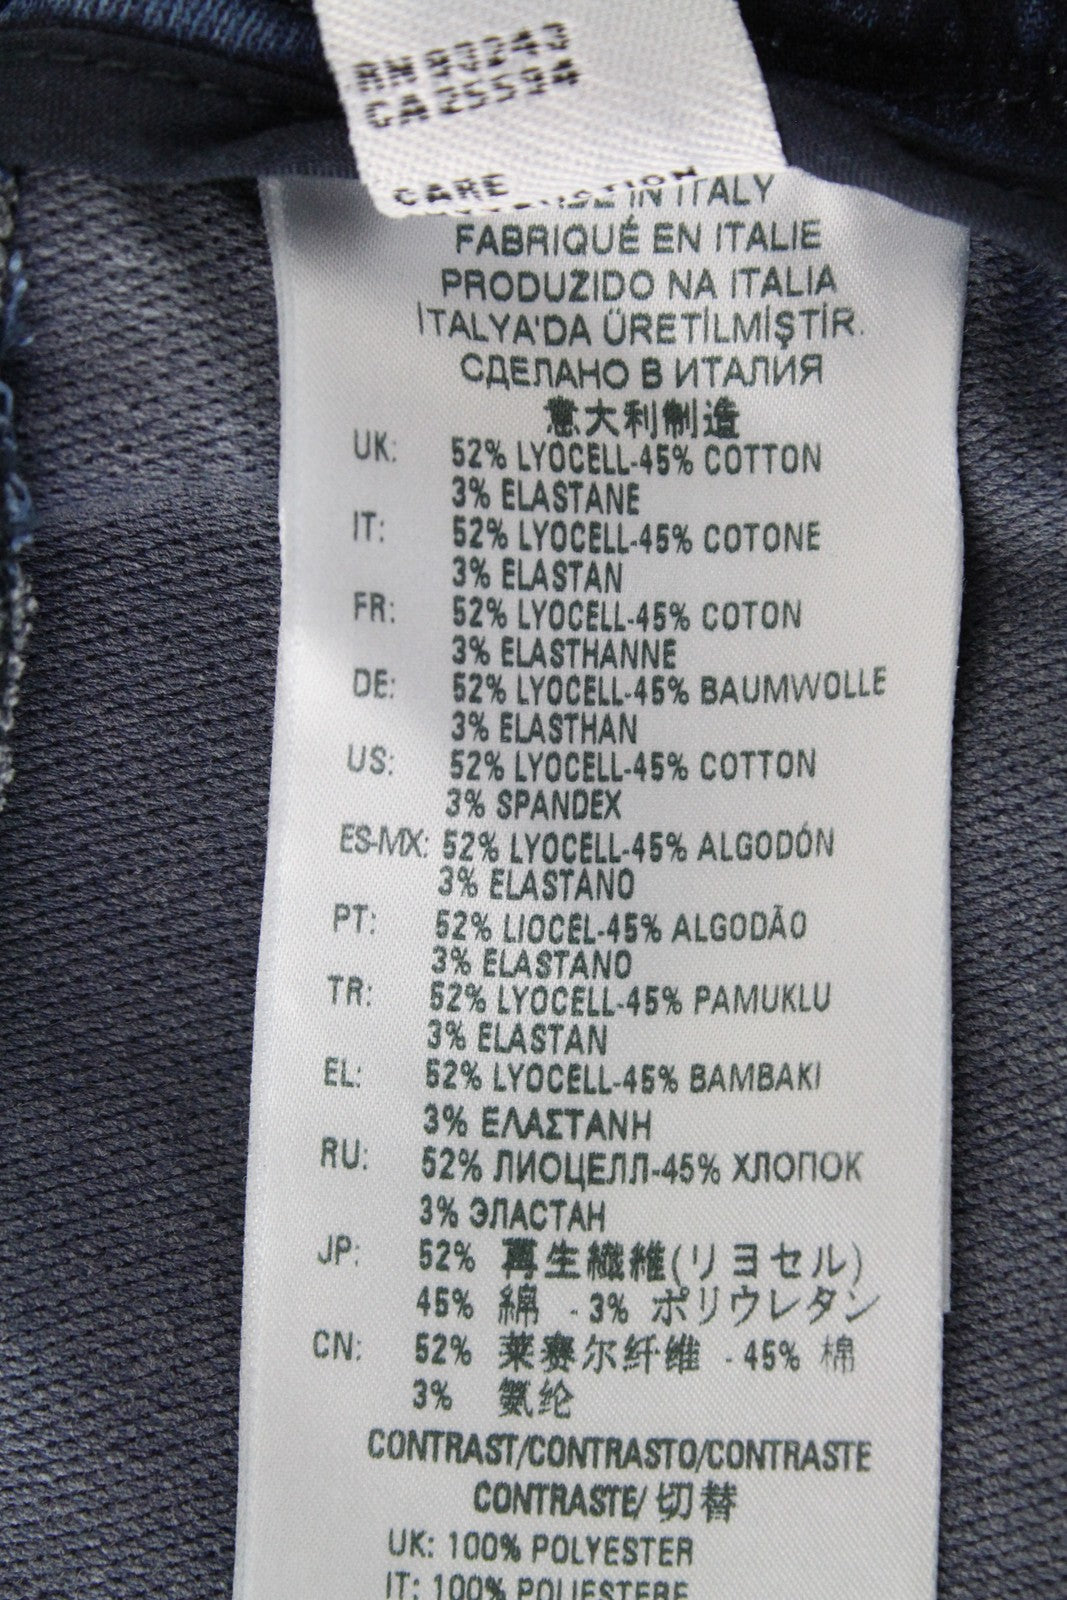 RN 93243
CA 25594
CARE
IN ITALY
FABRIQUÉ EN ITALIE
PRODUZIDO NA ITALIA
İTALYA'DA ÜRETİLMİŞTİR.
СДЕЛАНО В ИТАЛИЯ
意大利制造
UK: 52% LYOCELL-45% COTTON
3% ELASTANE
IT: 52% LYOCELL-45% COTONE
3% ELASTAN
FR: 52% LYOCELL-45% COTON
3% ELASTHANNE
DE: 52% LYOCELL-45% BAUMWOLLE
3% ELASTHAN
US: 52% LYOCELL-45% COTTON
3% SPANDEX
ES-MX: 52% LYOCELL-45% ALGODÓN
3% ELASTANO
PT: 52% LIOCEL-45% ALGODÃO
3% ELASTANO
TR: 52% LYOCELL-45% PAMUKLU
3% ELASTAN
EL: 52% LYOCELL-45% BAMBAKI
3% ΕΛΑΣΤΑΝΗ
RU: 52% ЛИОЦЕЛЛ-45% ХЛОПОК
3% ЭЛАСТАН
JP: 52% 再生繊維(リヨセル)
45% 綿 - 3% ポリウレタン
CN: 52% 莱赛尔纤维 - 45% 棉
3% 氨纶
CONTRAST/CONTRASTO/CONTRASTE
CONTRASTE/ 切替
UK: 100% POLYESTER
IT: 100% POLIESTERE